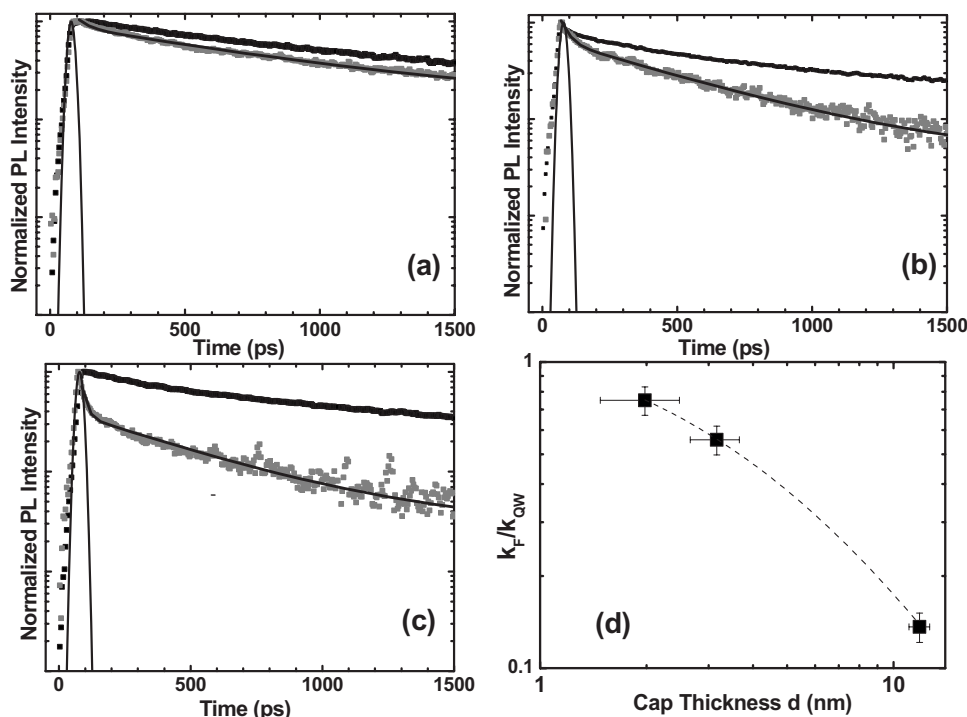 Normalized PL Intensity
(a)
0 500 1000 1500
Time (ps)
Normalized PL Intensity
(b)
0 500 1000 1500
Time (ps)
Normalized PL Intensity
(c)
0 500 1000 1500
Time (ps)
1
0.1
k_F/k_QW
(d)
1 10
Cap Thickness d (nm)